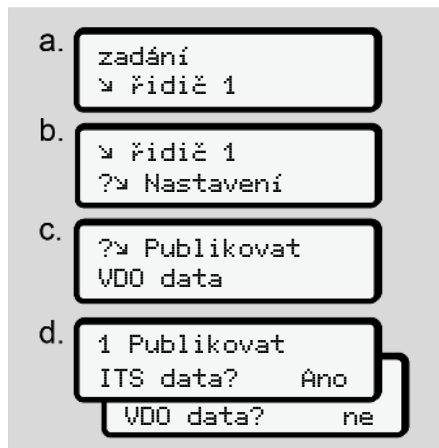 a.
zadání
↘ řidič 1
b.
↘ řidič 1
?↘ Nastavení
c.
?↘ Publikovat
VDO data
d.
1 Publikovat
ITS data? Ano
VDO data? ne